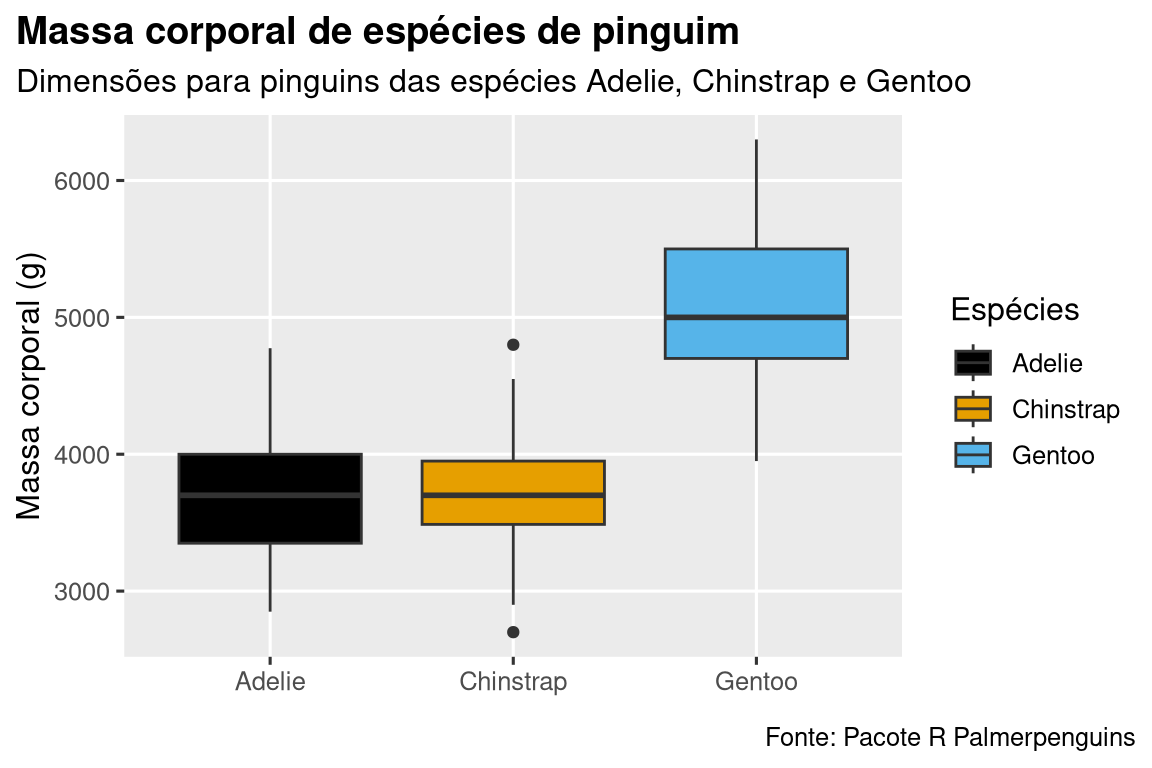 Massa corporal de espécies de pinguim
Dimensões para pinguins das espécies Adelie, Chinstrap e Gentoo
Massa corporal (g)
6000
5000
4000
3000
Adelie
Chinstrap
Gentoo
Espécies
Adelie
Chinstrap
Gentoo
Fonte: Pacote R Palmerpenguins